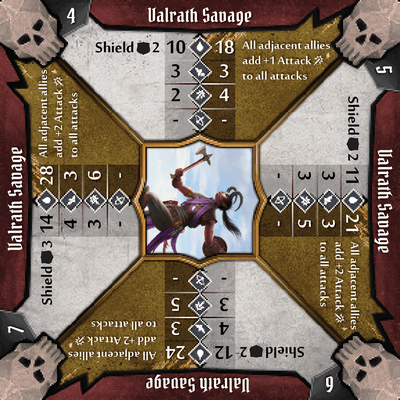 4
Valrath Savage
Shield 2 10 18
3 3
2 4
- -
All adjacent allies
add +1 Attack
to all attacks
5
Valrath Savage
Shield 2 11 21
3 3
3 5
- -
All adjacent allies
add +2 Attack
to all attacks
6
Valrath Savage
Shield 2 12 24
3 4
3 5
- -
All adjacent allies
add +2 Attack
to all attacks
7
Valrath Savage
Shield 3 14 28
4 3
3 6
- -
All adjacent allies
add +2 Attack
to all attacks